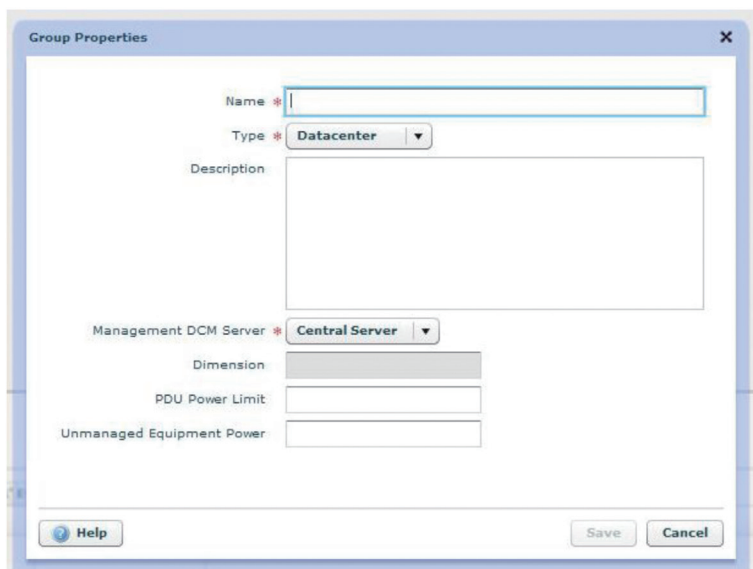 Group Properties
Name *
Type * Datacenter
Description
Management DCM Server * Central Server
Dimension
PDU Power Limit
Unmanaged Equipment Power
Help Save Cancel